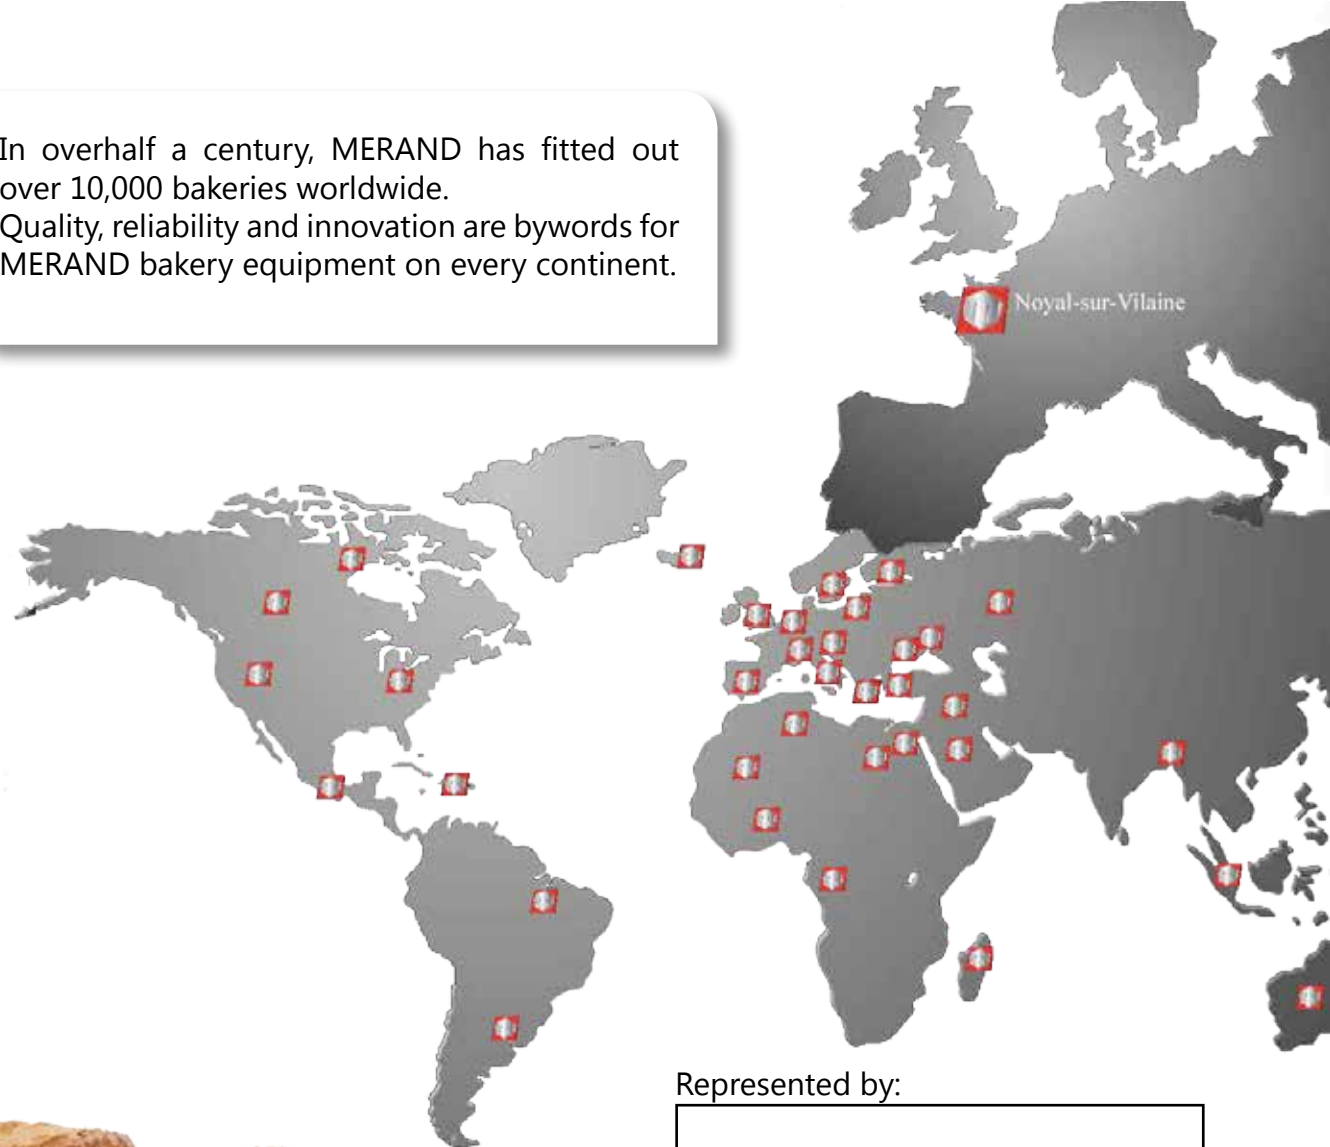 In overhalf a century, MERAND has fitted out
over 10,000 bakeries worldwide.
Quality, reliability and innovation are bywords for
MERAND bakery equipment on every continent.
Noyal-sur-Vilaine
Represented by: